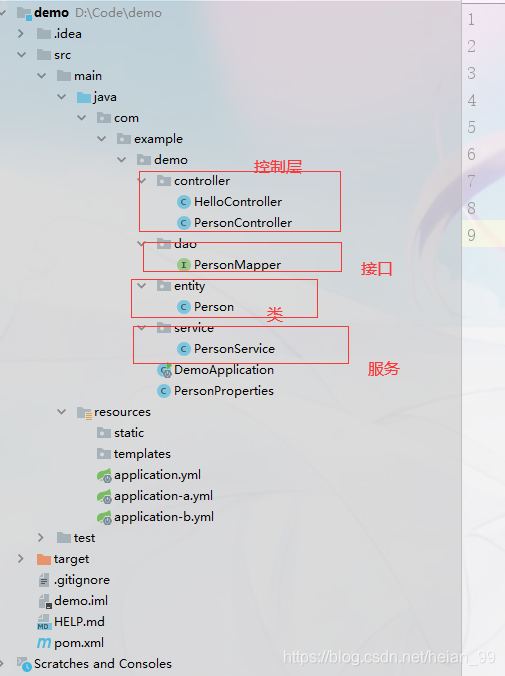 demo D:\Code\demo
.idea
src
main
java
com
example
demo
controller
控制层
HelloController
PersonController
dao
PersonMapper
接口
entity
Person
类
service
PersonService
服务
DemoApplication
PersonProperties
resources
static
templates
application.yml
application-a.yml
application-b.yml
test
target
.gitignore
demo.iml
HELP.md
pom.xml
Scratches and Consoles
1
2
3
4
5
6
7
8
9
https://blog.csdn.net/heian_99